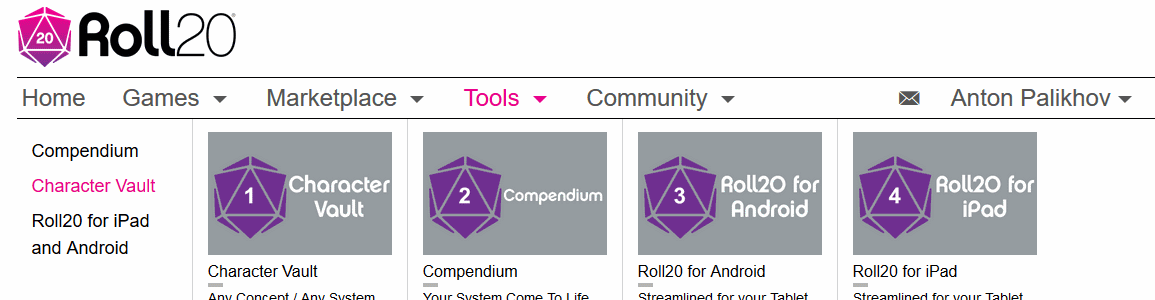 20 Roll20
Home Games Marketplace Tools Community Anton Palikhov
Compendium
Character Vault
Roll20 for iPad
and Android
1 Character
Vault
Character Vault
Any Concept / Any System
2 Compendium
Compendium
Your System Come To Life
3 Roll20 for
Android
Roll20 for Android
Streamlined for your Tablet
4 Roll20 for
iPad
Roll20 for iPad
Streamlined for your Tablet